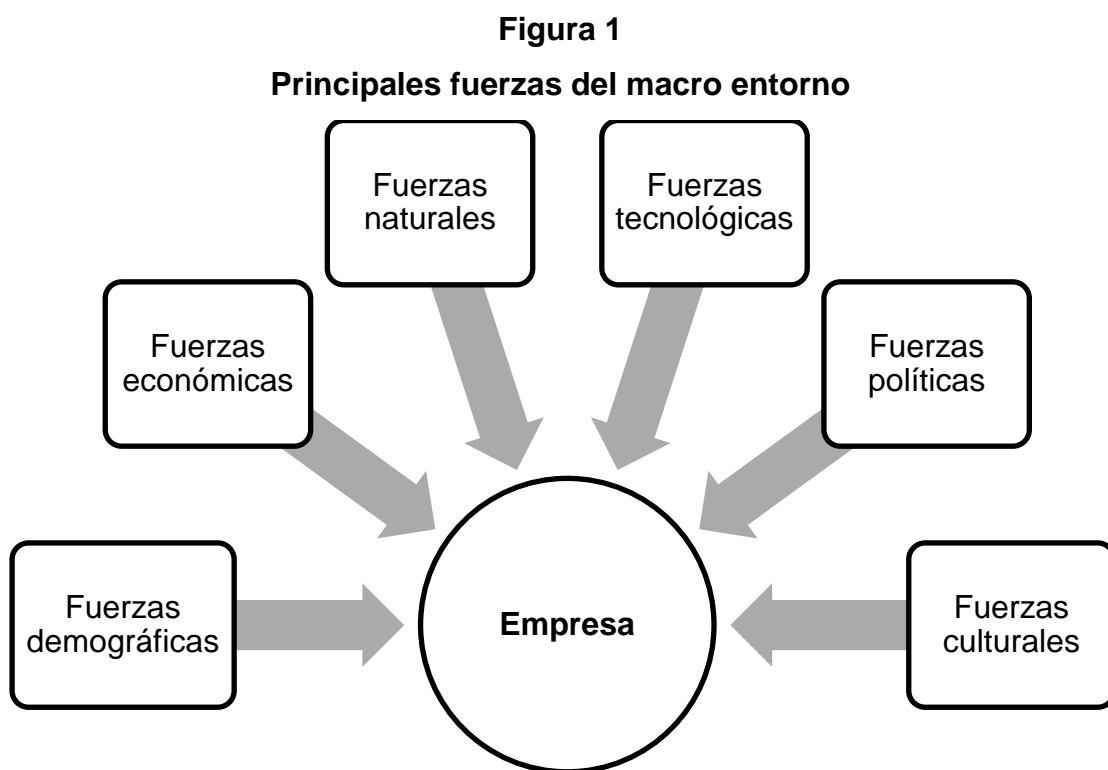 Figura 1
Principales fuerzas del macro entorno
Fuerzas
naturales
Fuerzas
tecnológicas
Fuerzas
económicas
Fuerzas
políticas
Fuerzas
demográficas
Empresa
Fuerzas
culturales